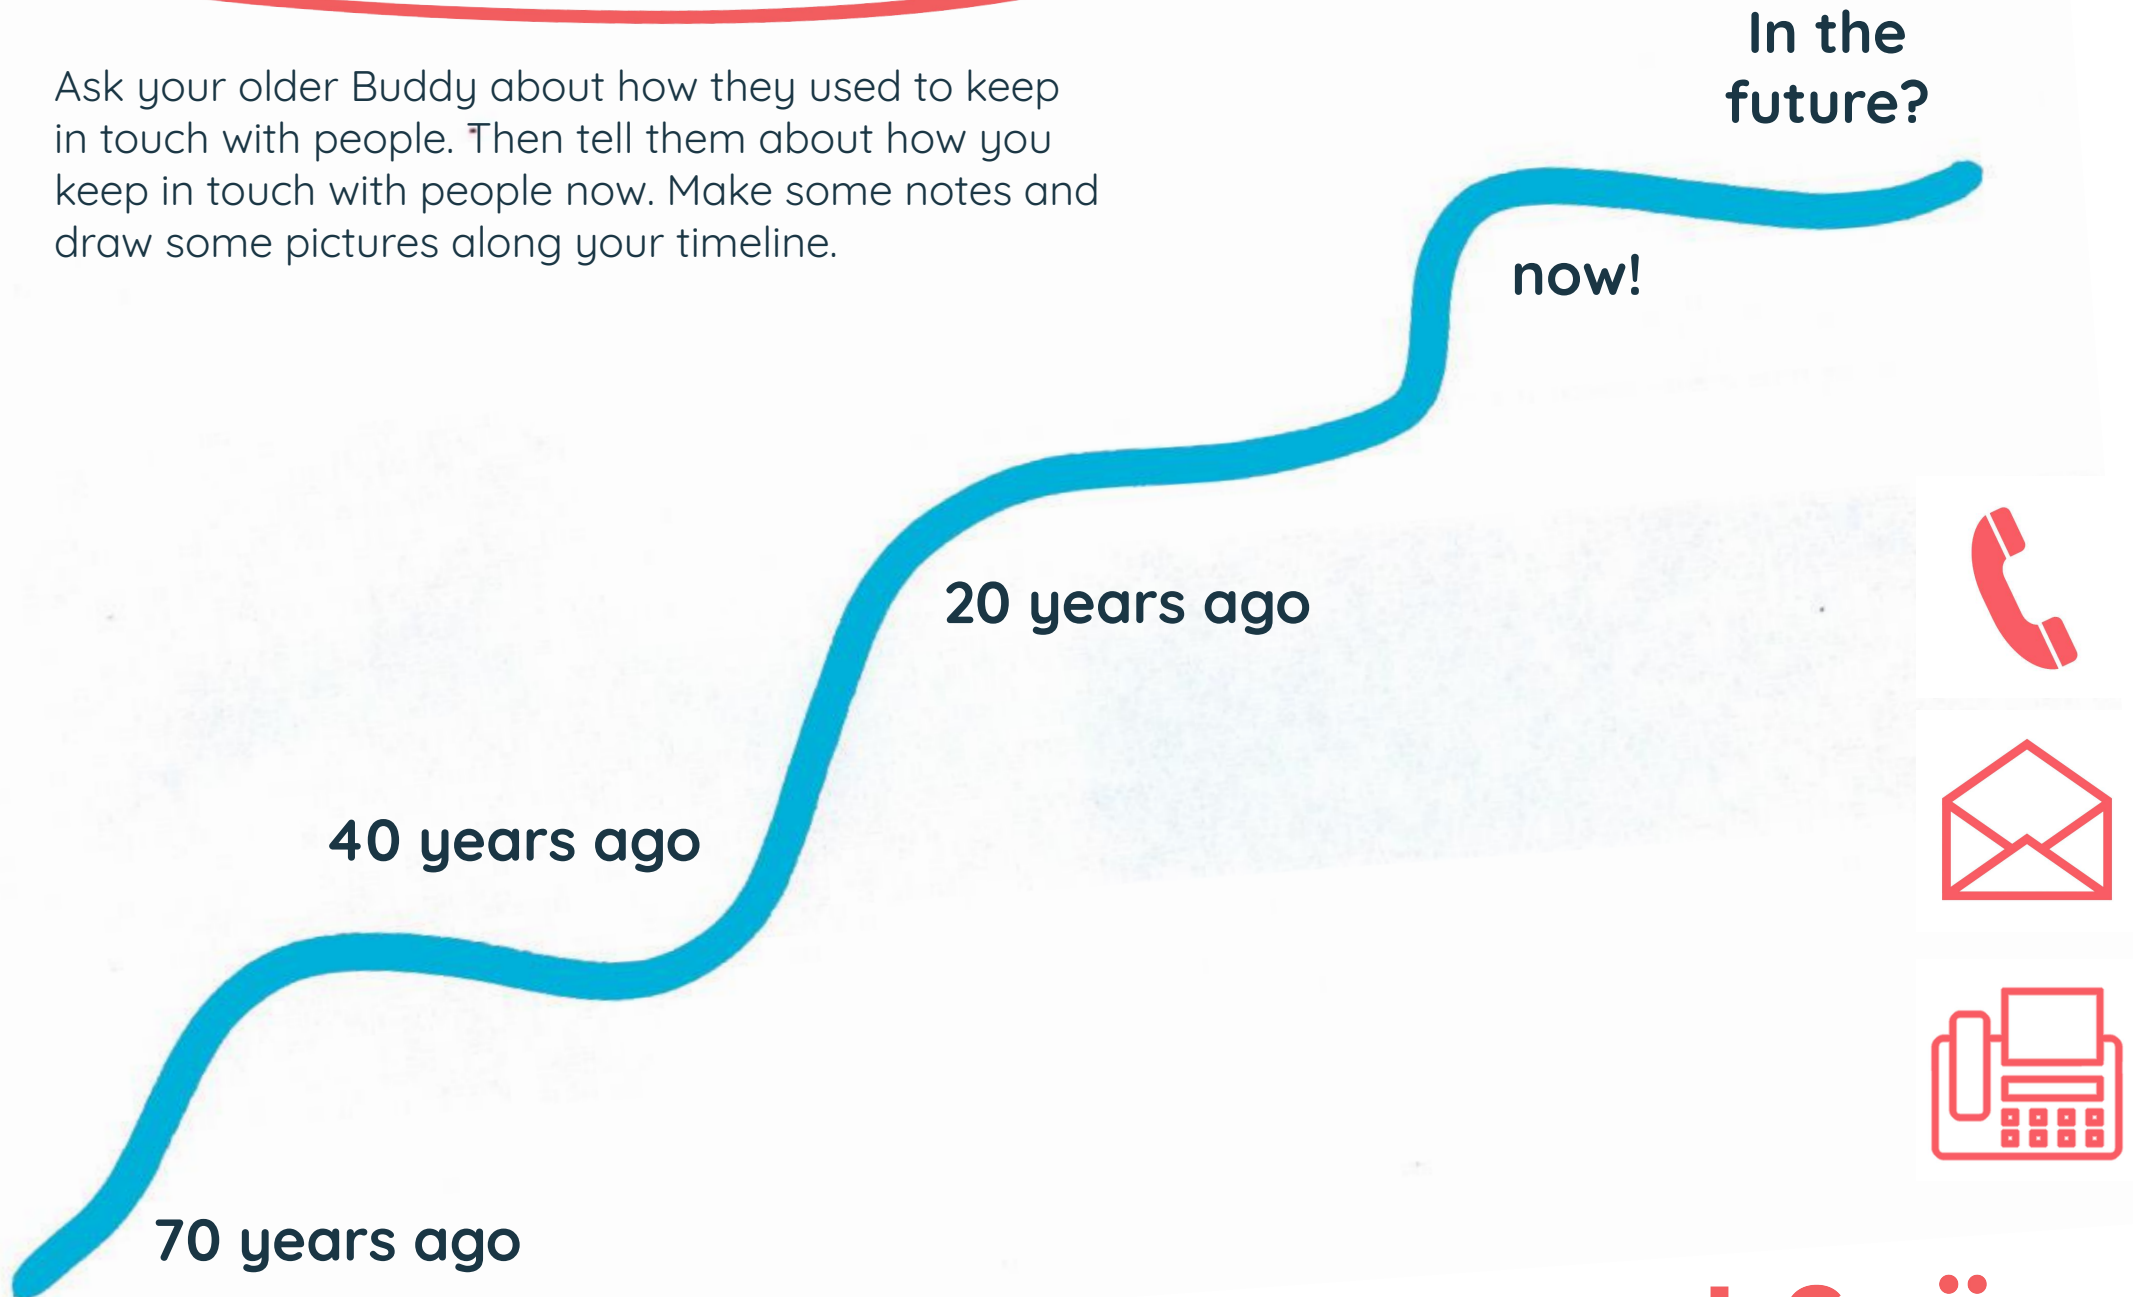 Ask your older Buddy about how they used to keep
in touch with people. Then tell them about how you
keep in touch with people now. Make some notes and
draw some pictures along your timeline.
In the
future?
now!
20 years ago
40 years ago
70 years ago